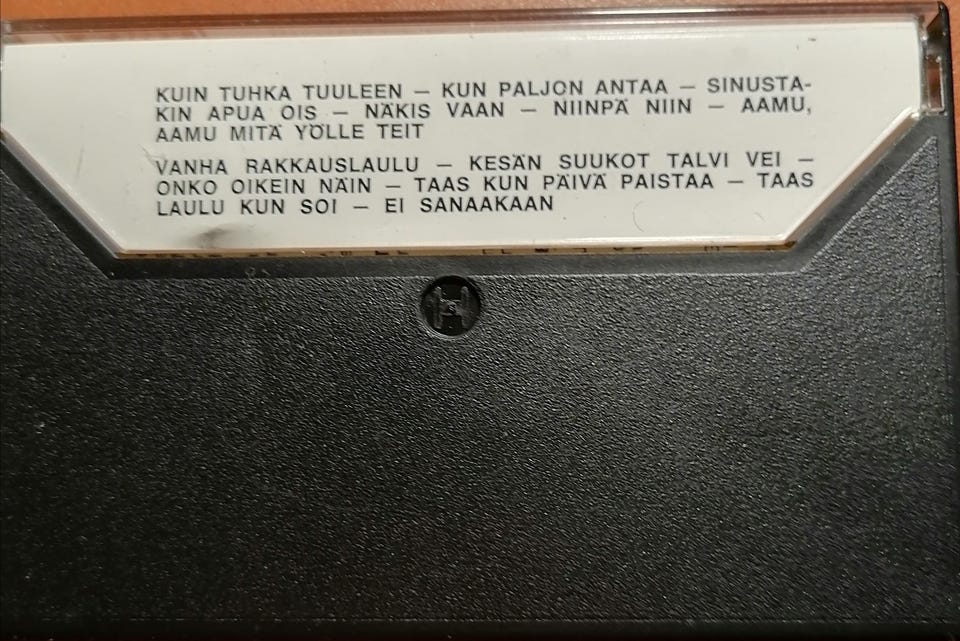 KUIN TUHKA TUULEEN — KUN PALJON ANTAA — SINUSTA-
KIN APUA OIS — NÄKIS VAAN — NIINPÄ NIIN — AAMU,
AAMU MITÄ YÖLLE TEIT
VANHA RAKKAUSLAULU — KESÄN SUUKOT TALVI VEI —
ONKO OIKEIN NÄIN — TAAS KUN PÄIVÄ PAISTAA — TAAS
LAULU KUN SOI — EI SANAAKAAN